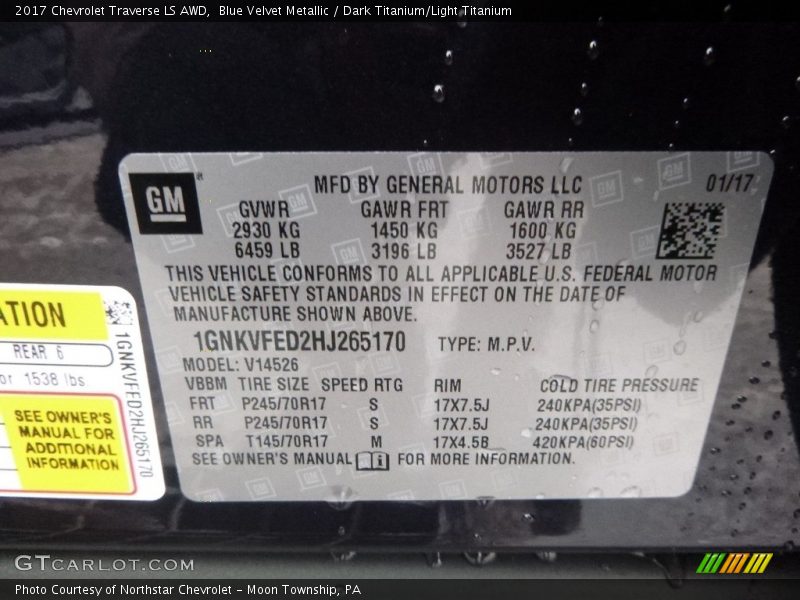 2017 Chevrolet Traverse LS AWD,  Blue Velvet Metallic / Dark Titanium/Light Titanium
GM
MFD BY GENERAL MOTORS LLC 01/17
GVWR GAWR FRT GAWR RR
2930 KG 1450 KG 1600 KG
6459 LB 3196 LB 3527 LB
THIS VEHICLE CONFORMS TO ALL APPLICABLE U.S. FEDERAL MOTOR
VEHICLE SAFETY STANDARDS IN EFFECT ON THE DATE OF
MANUFACTURE SHOWN ABOVE.
1GNKVFED2HJ265170 TYPE: M.P.V.
MODEL: V14526
VBBM TIRE SIZE SPEED RTG RIM COLD TIRE PRESSURE
FRT P245/70R17 S 17X7.5J 240KPA(35PSI)
RR P245/70R17 S 17X7.5J 240KPA(35PSI)
SPA T145/70R17 M 17X4.5B 420KPA(60PSI)
SEE OWNER'S MANUAL FOR MORE INFORMATION.
ATION
REAR 6
or 1538 lbs
SEE OWNER'S
MANUAL FOR
ADDITIONAL
INFORMATION
1GNKVFED2HJ265170
GTCARLOT.COM
Photo Courtesy of Northstar Chevrolet - Moon Township, PA